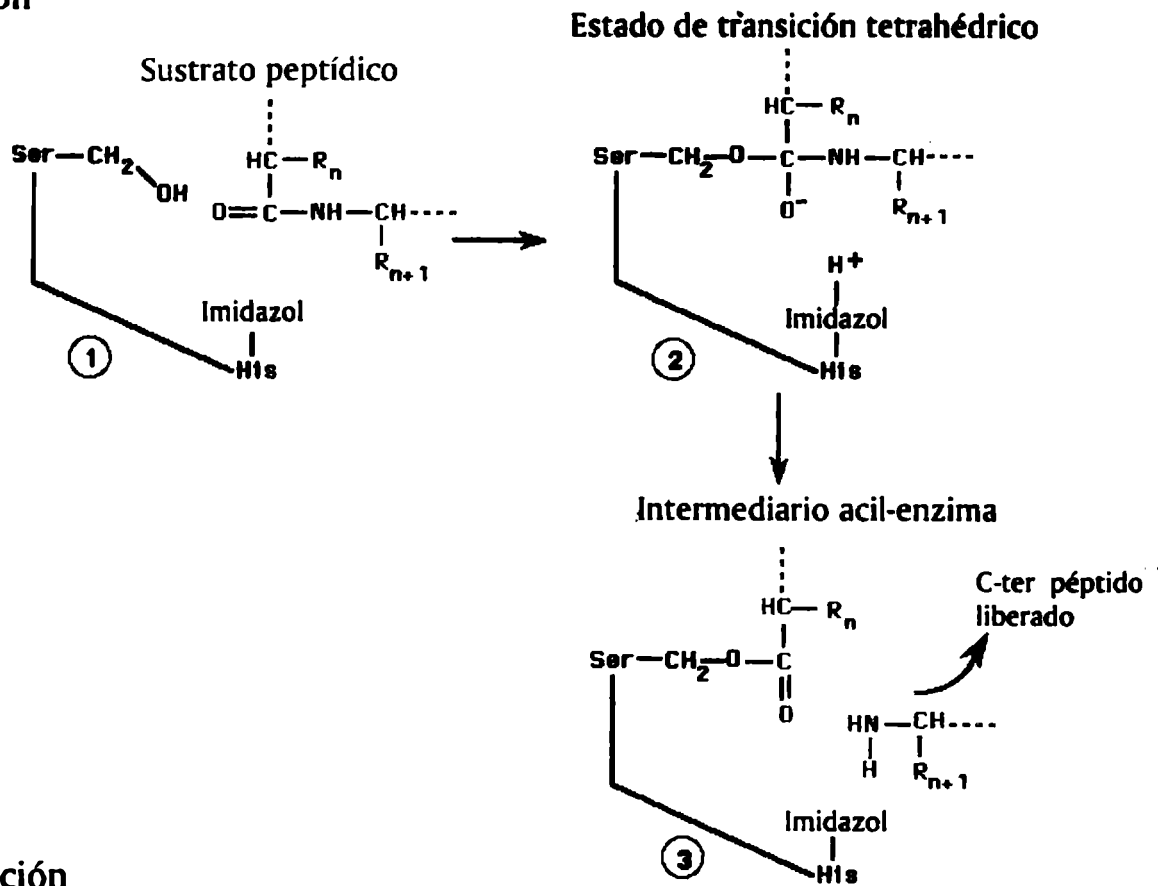 ón
Estado de transición tetrahédrico
Sustrato peptídico
Ser—CH₂
OH
HC—Rₙ
O=C—NH—CH----
Rₙ₊₁
Imidazol
His
1
HC—Rₙ
Ser—CH₂—O—C—NH—CH----
O⁻
Rₙ₊₁
H⁺
Imidazol
His
2
Intermediario acil-enzima
HC—Rₙ
Ser—CH₂—O—C
O
C-ter péptido
liberado
HN—CH----
H
Rₙ₊₁
Imidazol
His
3
ción